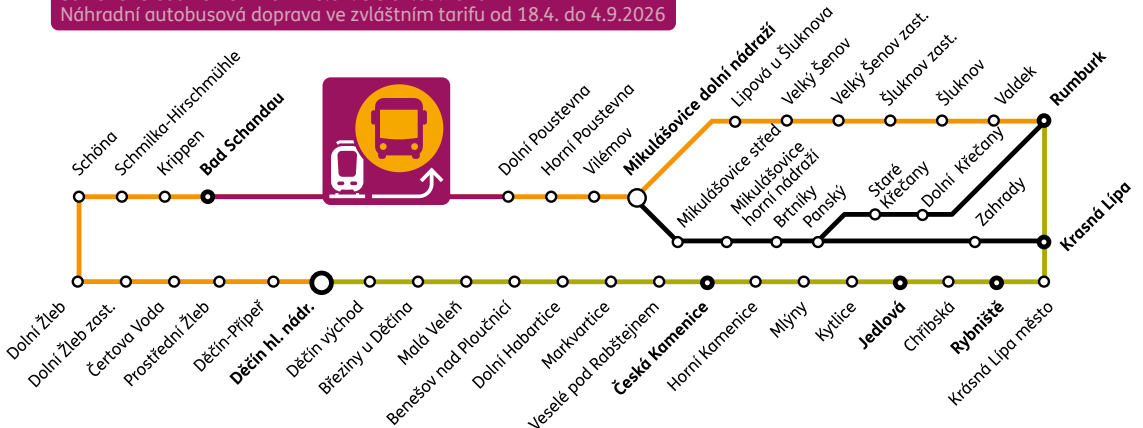 Náhradní autobusová doprava ve zvláštním tarifu od 18.4. do 4.9.2026
Schöna
Schmilka-Hirschmühle
Krippen
Bad Schandau
Dolní Poustevna
Horní Poustevna
Vilémov
Mikulášovice dolní nádraží
Lipová u Šluknova
Velký Šenov
Velký Šenov zast.
Šluknov zast.
Šluknov
Valdek
Rumburk
Mikulášovice střed
Mikulášovice
horní nádraží
Brtníky
Panský
Staré
Křečany
Dolní Křečany
Zahrady
Krasná Lípa
Dolní Žleb
Dolní Žleb zast.
Čertova Voda
Prostřední Žleb
Děčín-Přípeř
Děčín hl. nádr.
Děčín východ
Březiny u Děčína
Malá Veleň
Benešov nad Ploučnicí
Dolní Habartice
Markvartice
Veselé pod Rabštejnem
Česká Kamenice
Horní Kamenice
Mlýny
Kytlice
Jedlová
Chřibská
Rybniště
Krásná Lípa město